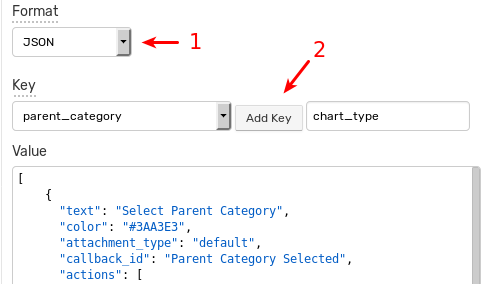 Format
JSON
1
2
Key
parent_category Add Key chart_type
Value
[
{
"text": "Select Parent Category",
"color": "#3AA3E3",
"attachment_type": "default",
"callback_id": "Parent Category Selected",
"actions": [